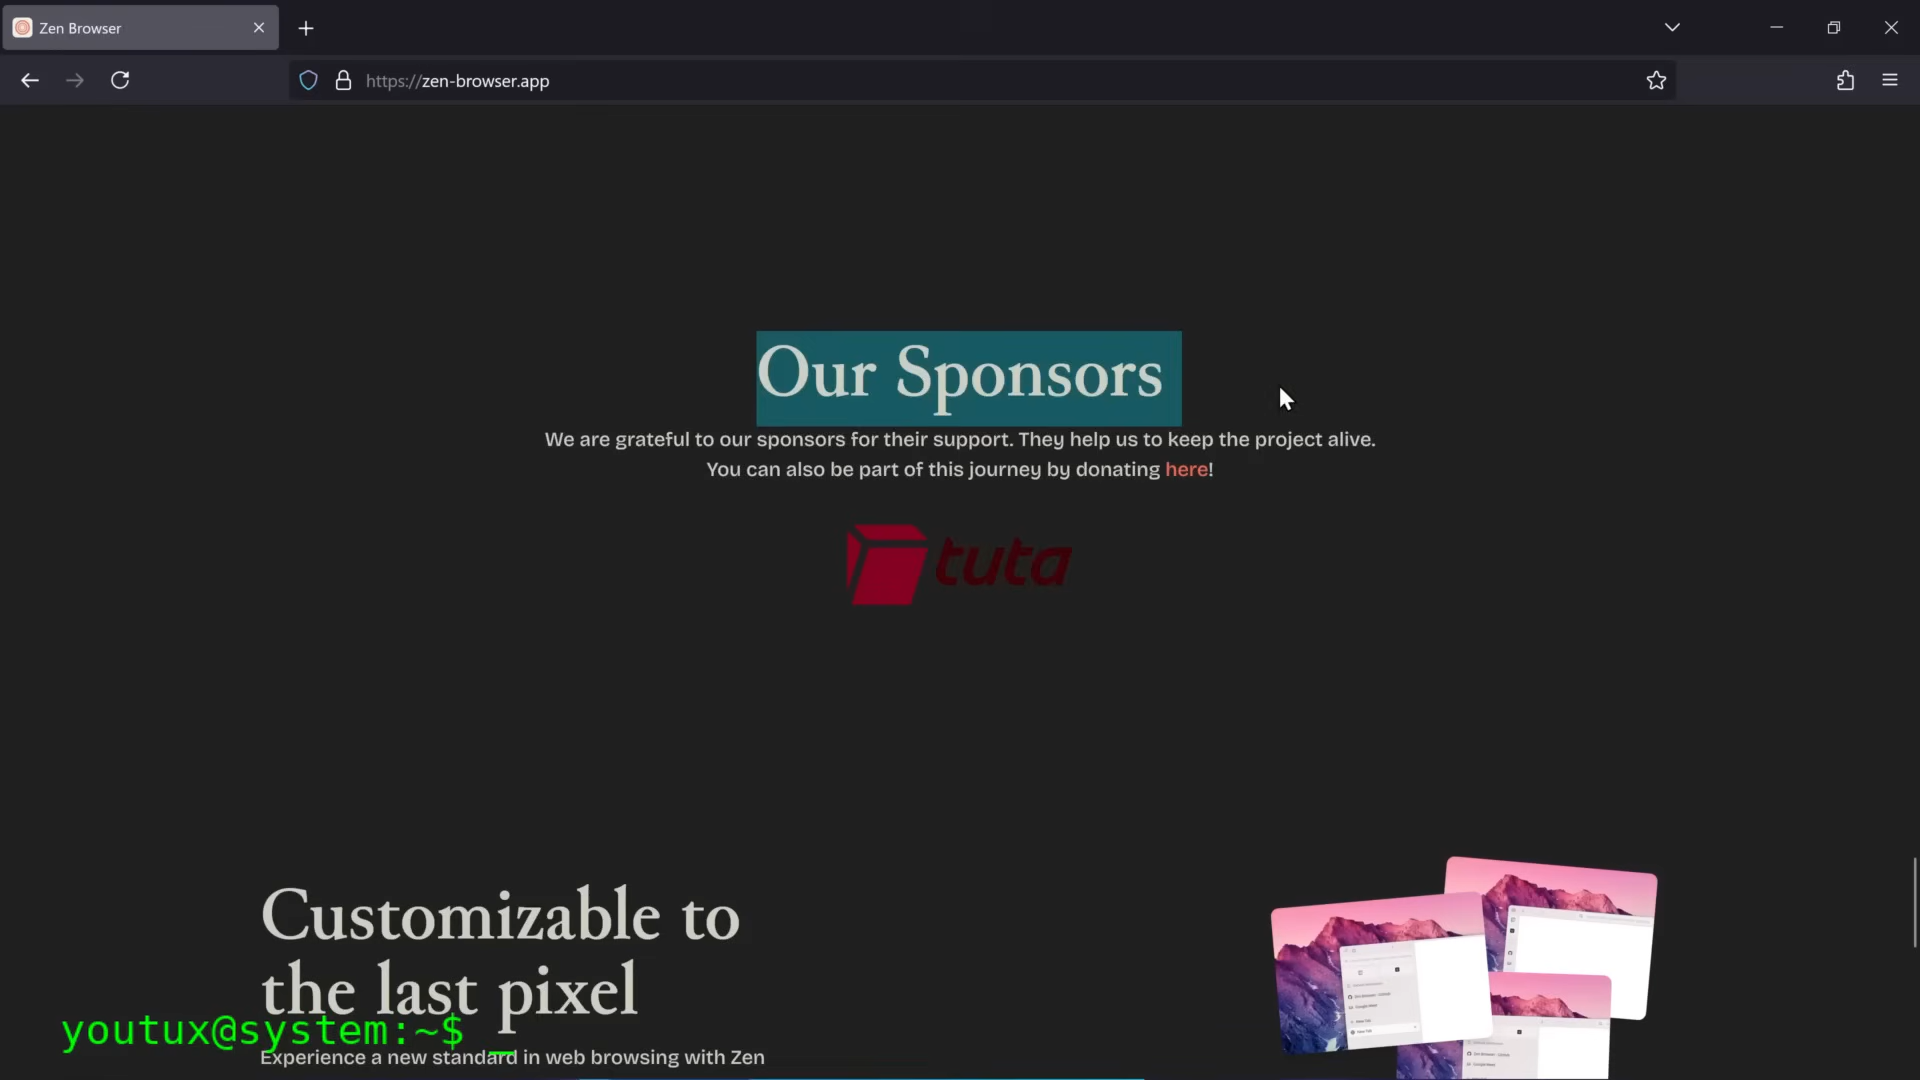 Zen Browser
https://zen-browser.app
Our Sponsors
We are grateful to our sponsors for their support. They help us to keep the project alive.
You can also be part of this journey by donating here!
tuta
Customizable to
the last pixel
youtux@system:~$ _
Experience a new standard in web browsing with Zen